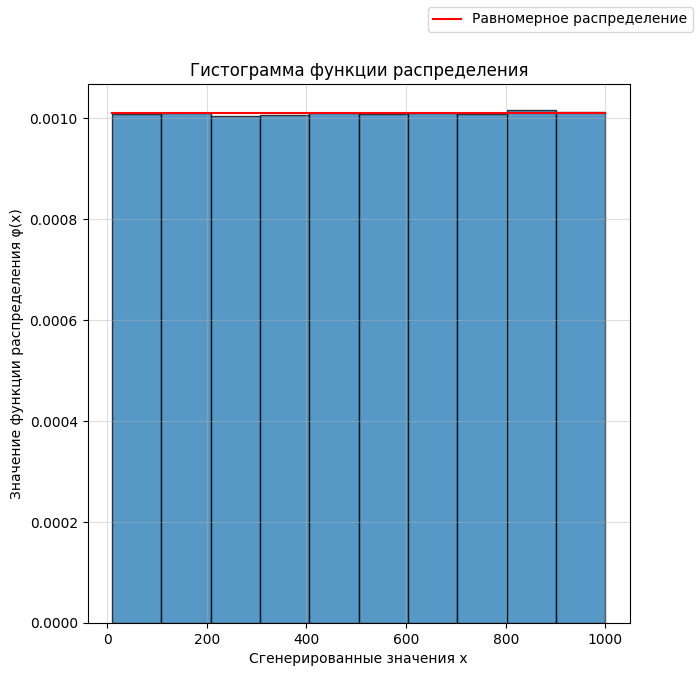 Равномерное распределение
Гистограмма функции распределения
0.0010
0.0008
0.0006
0.0004
0.0002
0.0000
Значение функции распределения φ(x)
0 200 400 600 800 1000
Сгенерированные значения x